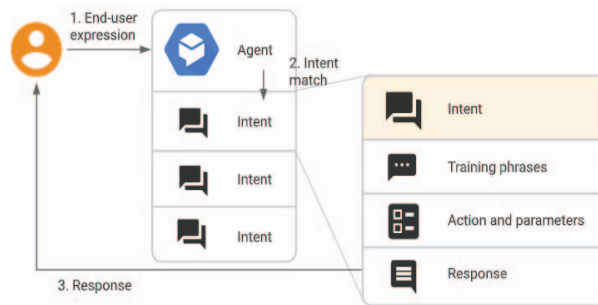 1. End-user
expression
Agent
2. Intent
match
Intent
Intent
Intent
Intent
Training phrases
Action and parameters
Response
3. Response